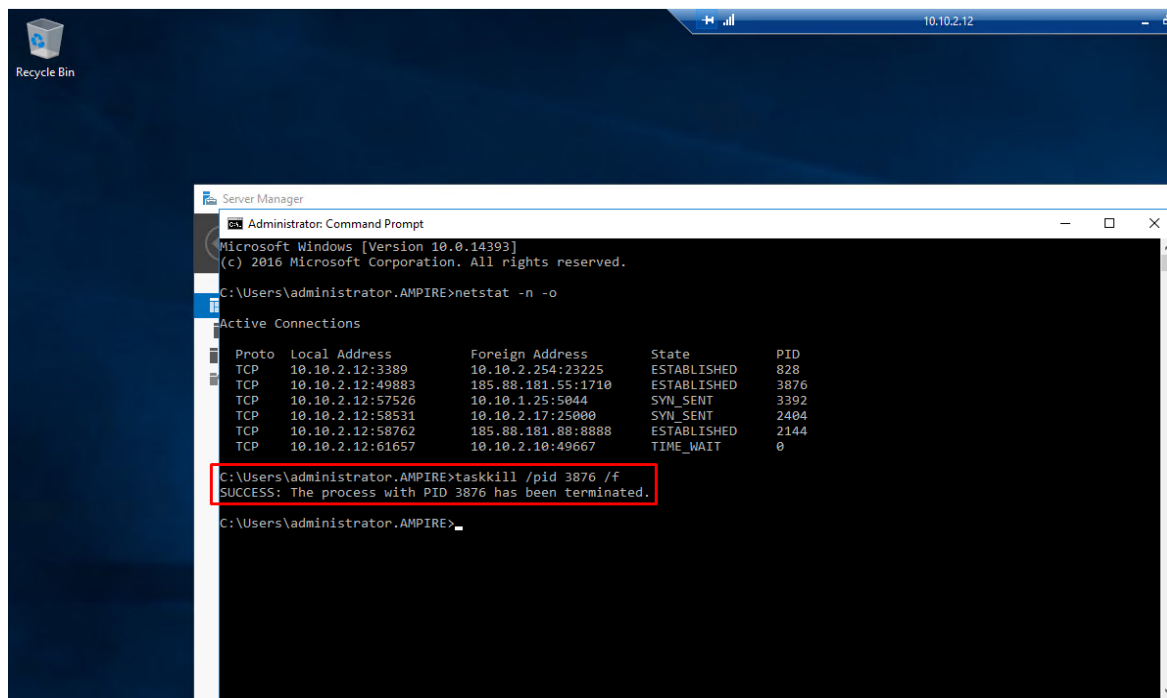 10.10.2.12
Recycle Bin
Server Manager
Administrator: Command Prompt
Microsoft Windows [Version 10.0.14393]
(c) 2016 Microsoft Corporation. All rights reserved.
C:\Users\administrator.AMPIRE>netstat -n -o
Active Connections
Proto  Local Address          Foreign Address        State           PID
TCP    10.10.2.12:3389        10.10.2.254:23225      ESTABLISHED     828
TCP    10.10.2.12:49883       185.88.181.55:1710     ESTABLISHED     3876
TCP    10.10.2.12:57526       10.10.1.25:5044        SYN_SENT        3392
TCP    10.10.2.12:58531       10.10.2.17:25000       SYN_SENT        2404
TCP    10.10.2.12:58762       185.88.181.88:8888     ESTABLISHED     2144
TCP    10.10.2.12:61657       10.10.2.10:49667       TIME_WAIT       0
C:\Users\administrator.AMPIRE>taskkill /pid 3876 /f
SUCCESS: The process with PID 3876 has been terminated.
C:\Users\administrator.AMPIRE>